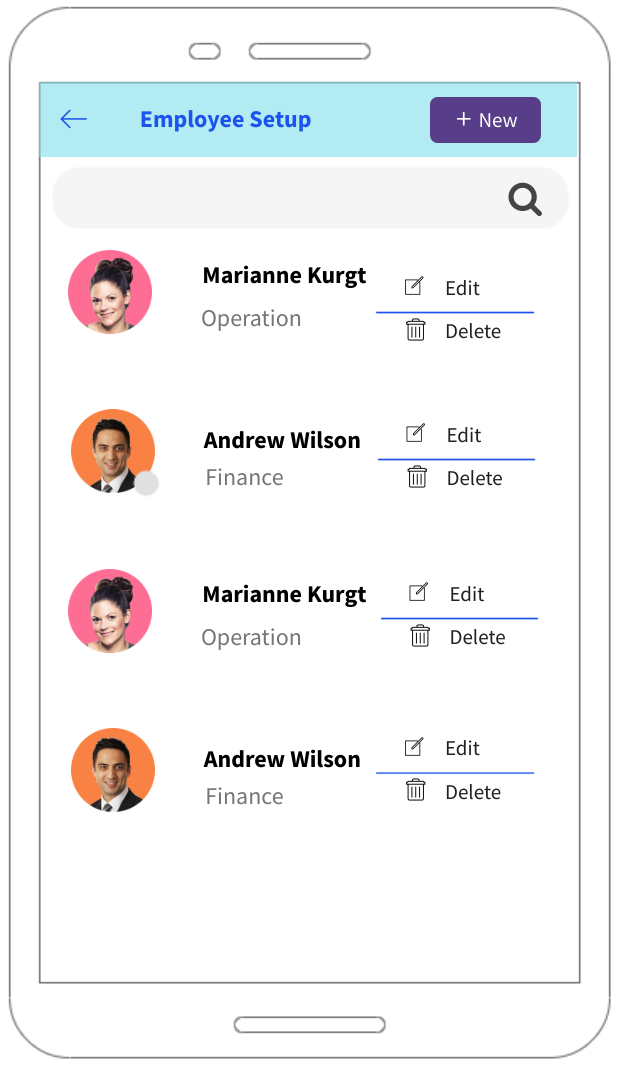 Employee Setup
+ New
Marianne Kurgt
Edit
Operation
Delete
Andrew Wilson
Edit
Finance
Delete
Marianne Kurgt
Edit
Operation
Delete
Andrew Wilson
Edit
Finance
Delete